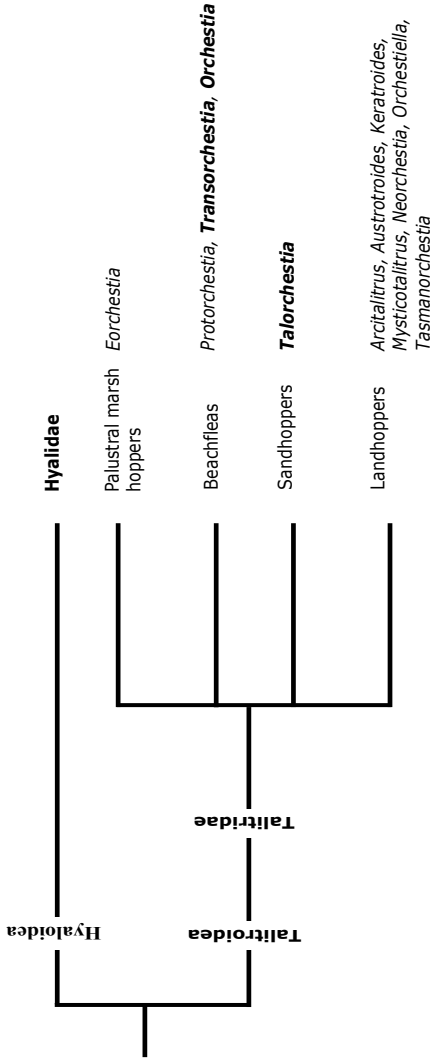 Hyaloidea
Hyalidae
Talitroidea
Talitridae
Palustral marsh
hoppers
Eorchestia
Beachfleas
Protorchestia, Transorchestia, Orchestia
Sandhoppers
Talorchestia
Landhoppers
Arcitalitrus, Austrotroides, Keratroides,
Mysticotalitrus, Neorchestia, Orchestiella,
Tasmanorchestia